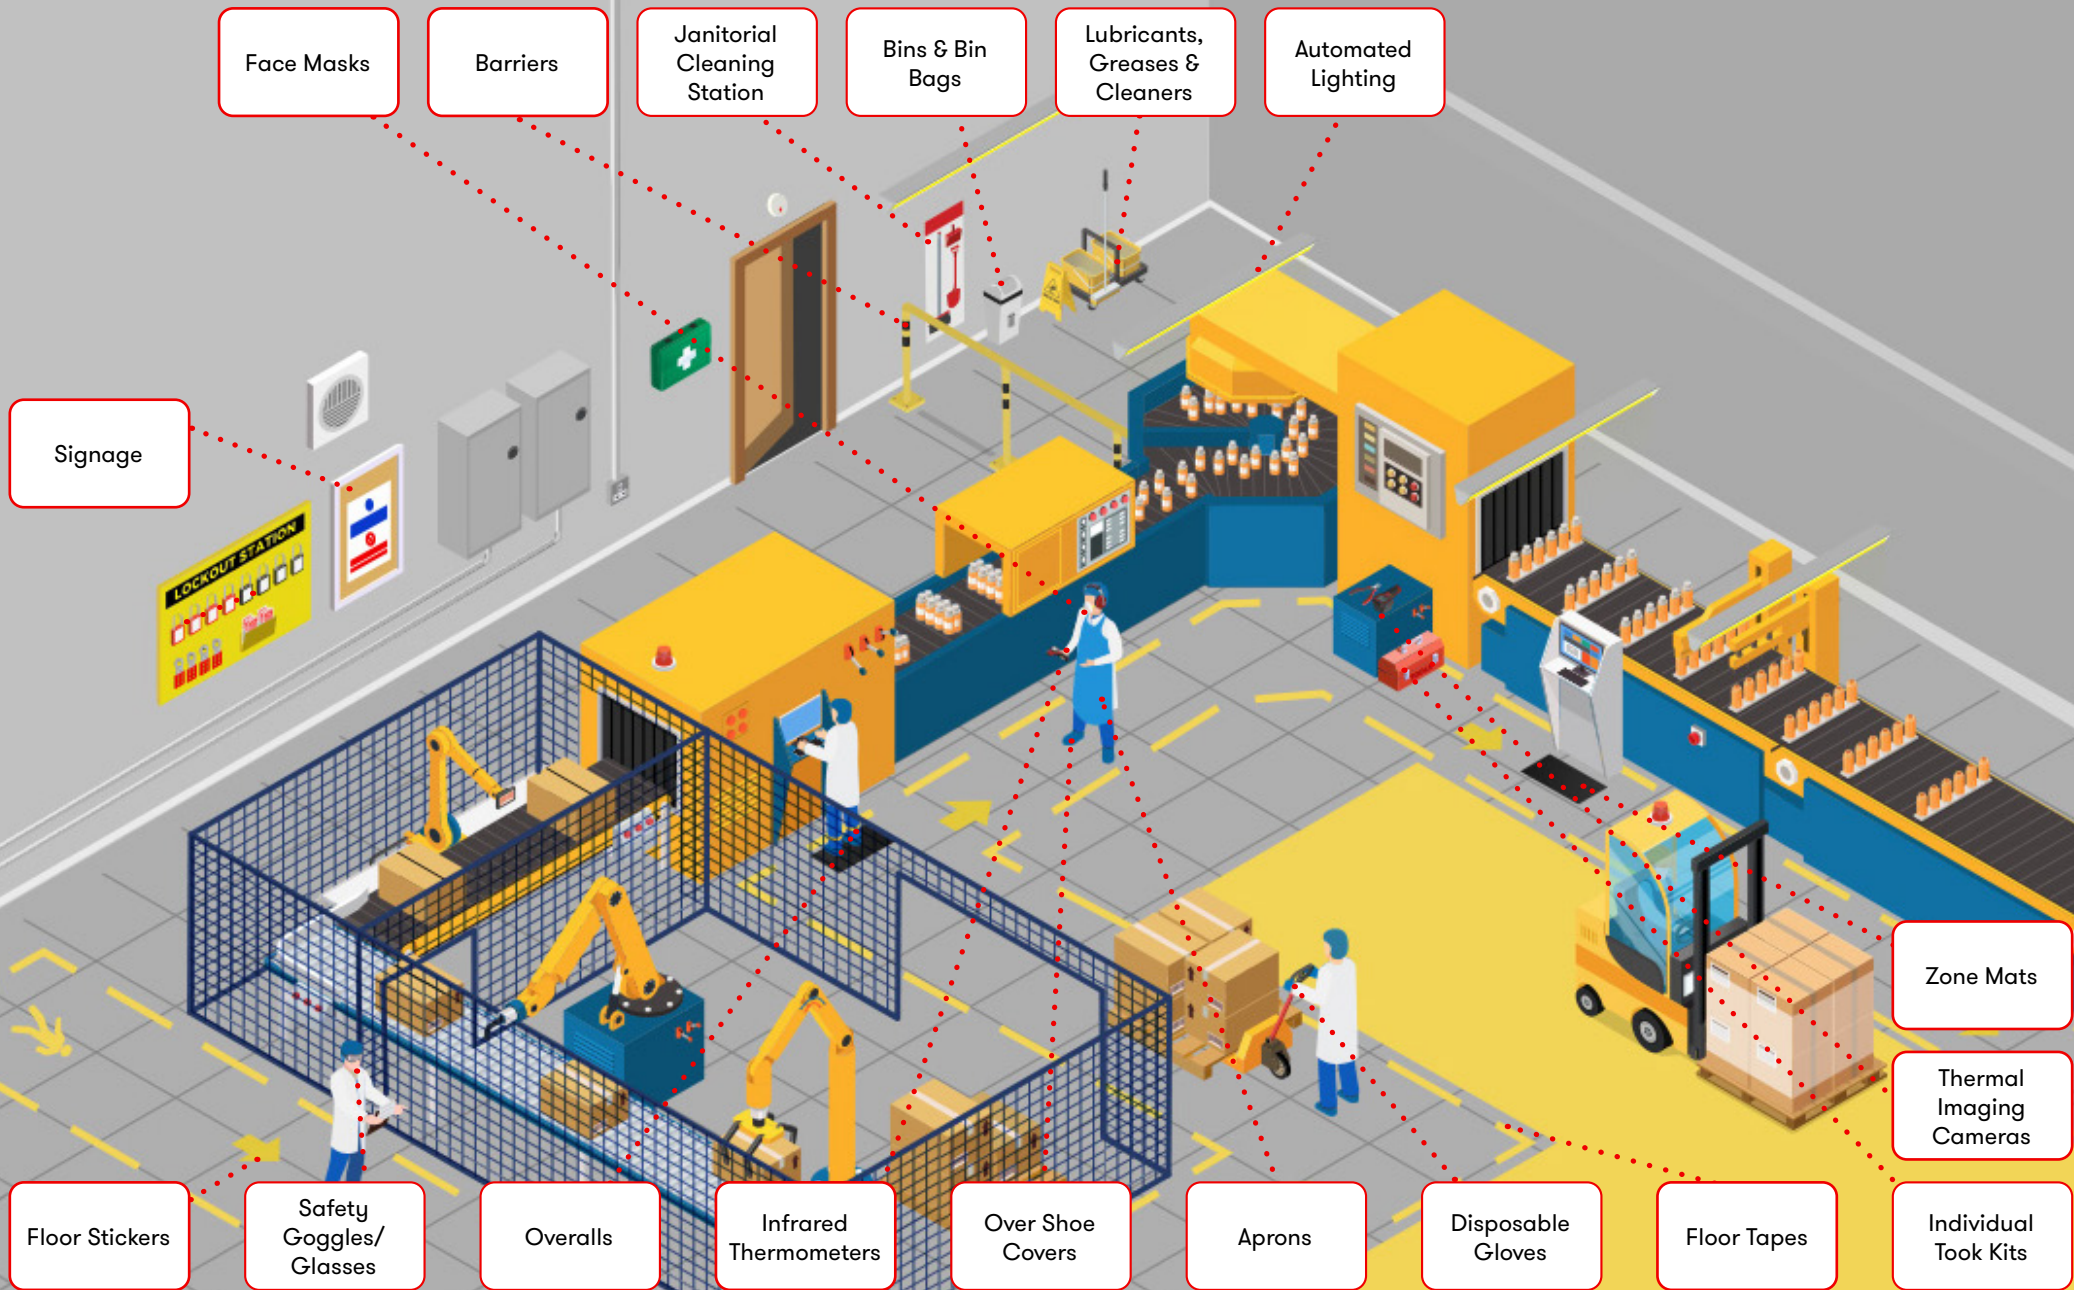 Face Masks
Barriers
Janitorial
Cleaning
Station
Bins & Bin
Bags
Lubricants,
Greases &
Cleaners
Automated
Lighting
Signage
LOCKOUT STATION
Zone Mats
Thermal
Imaging
Cameras
Floor Stickers
Safety
Goggles/
Glasses
Overalls
Infrared
Thermometers
Over Shoe
Covers
Aprons
Disposable
Gloves
Floor Tapes
Individual
Took Kits